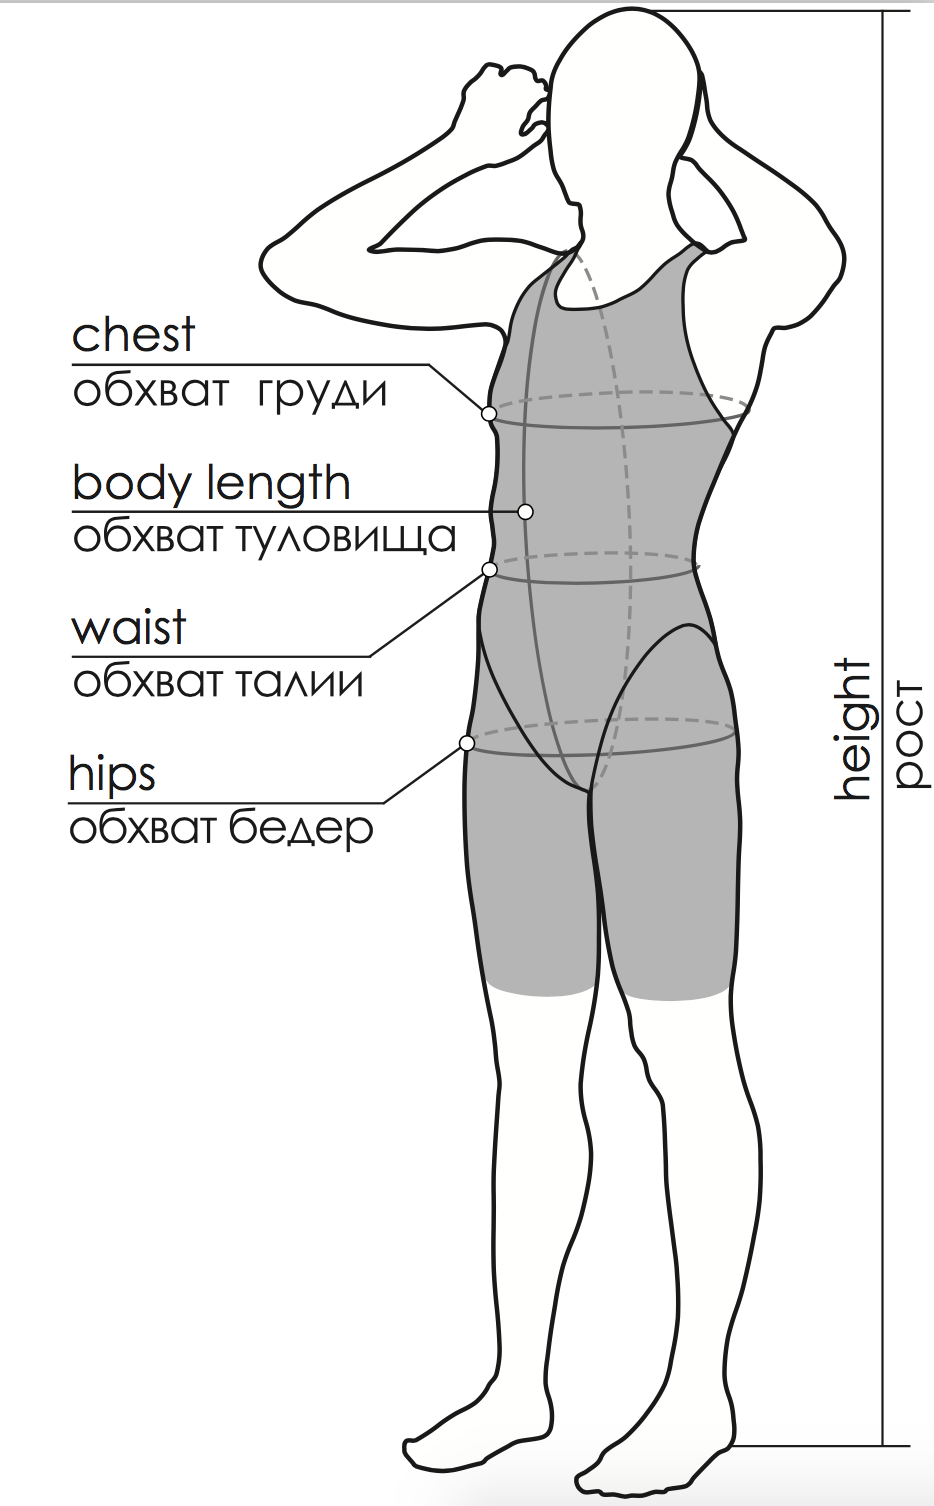 chest
обхват груди
body length
обхват туловища
waist
обхват талии
hips
обхват бедер
height
рост